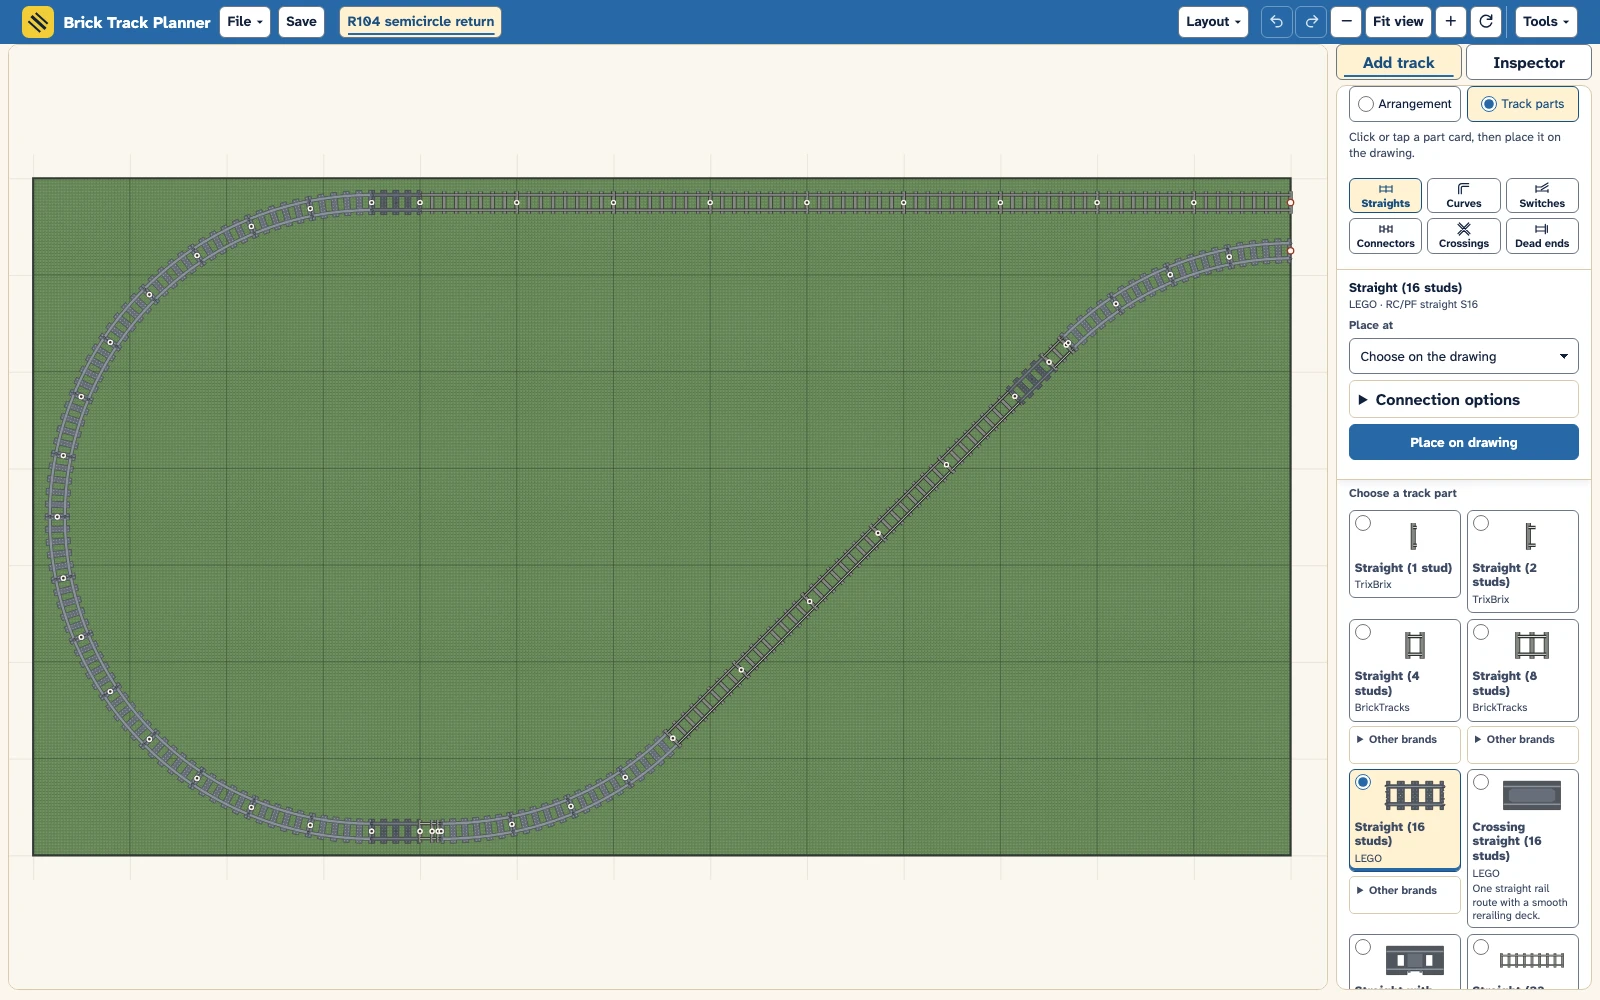 Brick Track Planner
File
Save
R104 semicircle return
Layout
Fit view
Tools
Add track
Inspector
Arrangement
Track parts
Click or tap a part card, then place it on
the drawing.
Straights
Curves
Switches
Connectors
Crossings
Dead ends
Straight (16 studs)
LEGO · RC/PF straight S16
Place at
Choose on the drawing
Connection options
Place on drawing
Choose a track part
Straight (1 stud)
TrixBrix
Straight (2
studs)
TrixBrix
Straight (4
studs)
BrickTracks
Straight (8
studs)
BrickTracks
Other brands
Other brands
Straight (16
studs)
LEGO
Crossing
straight (16
studs)
LEGO
One straight rail
route with a smooth
rerailing deck.
Other brands